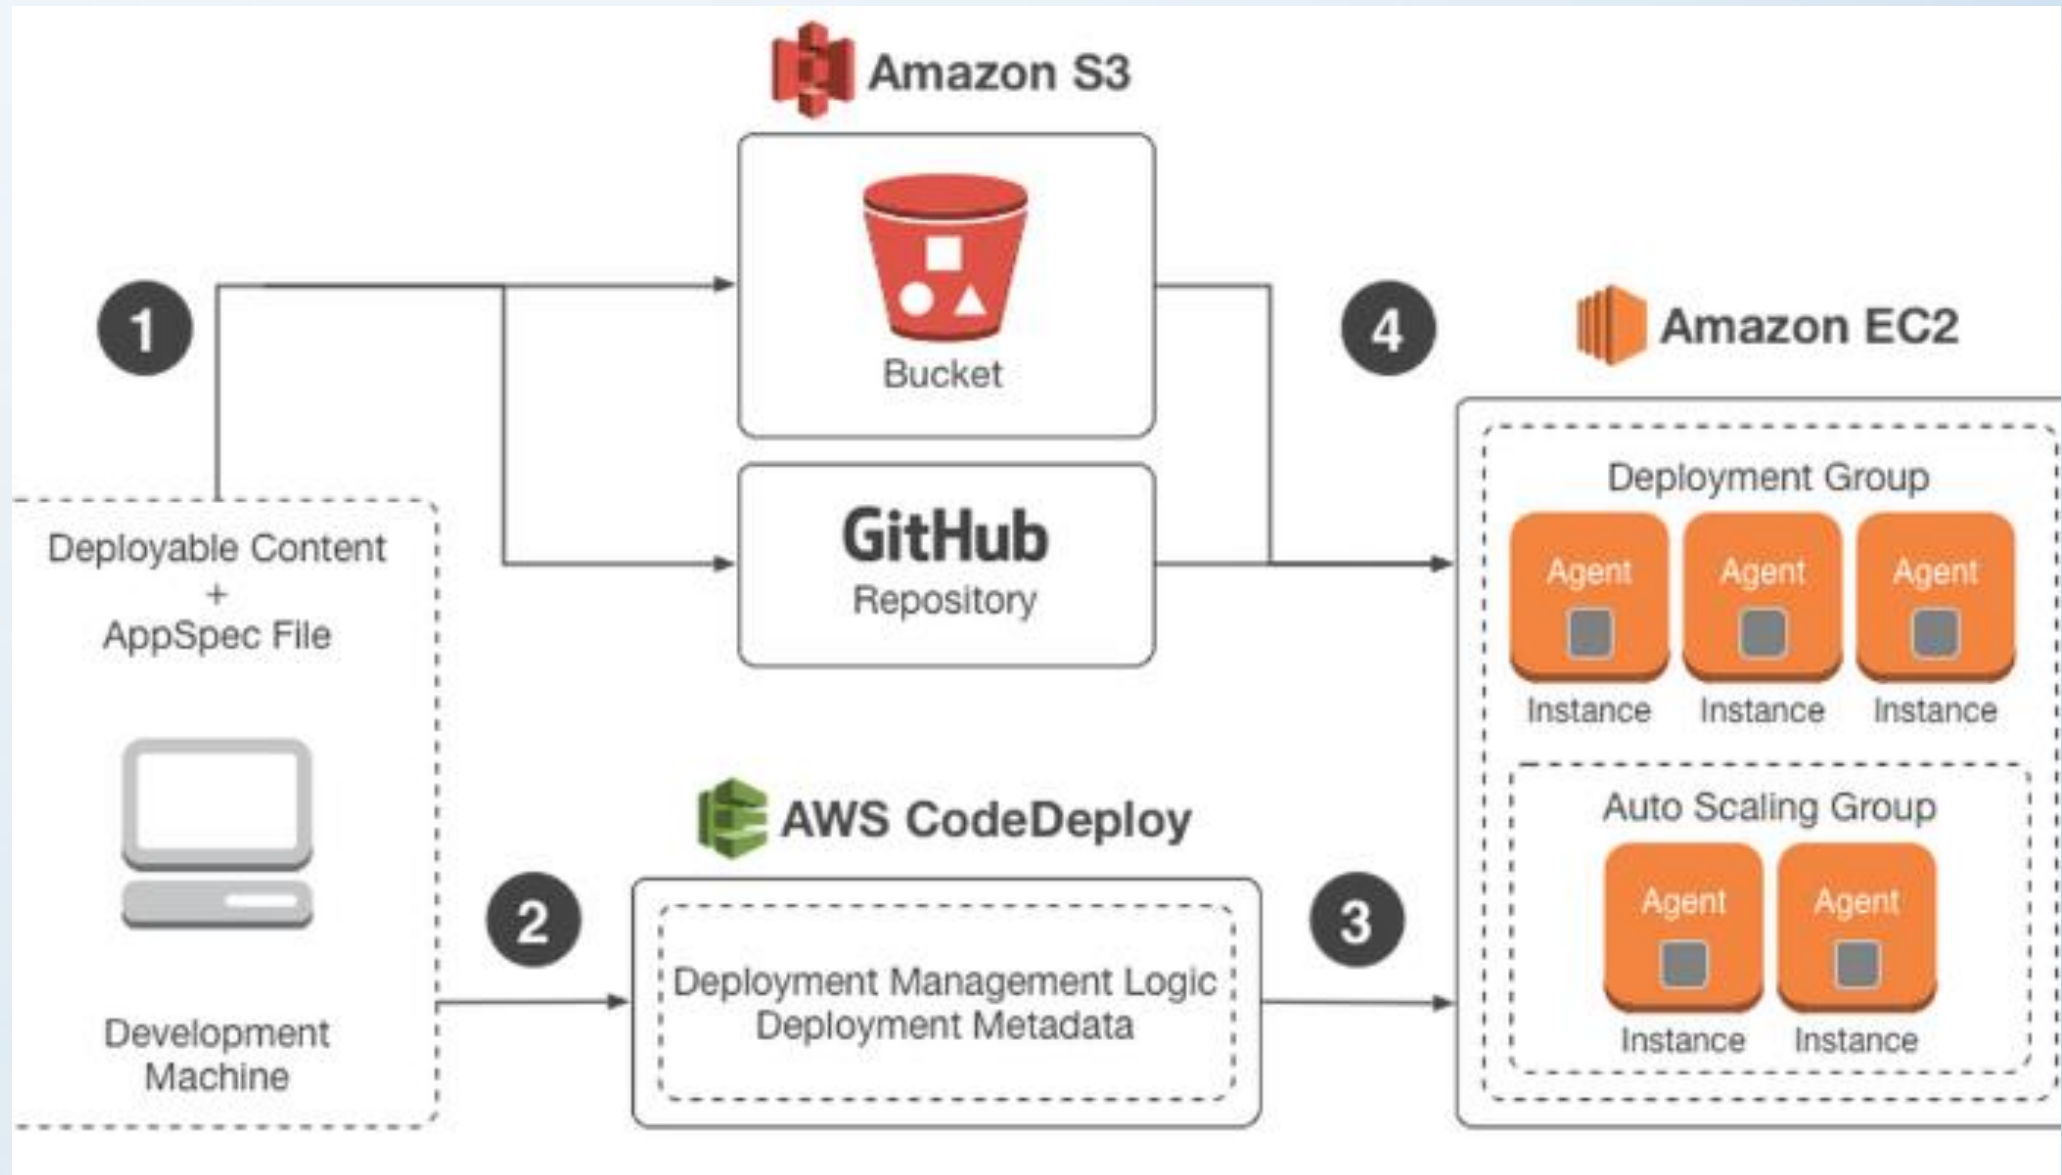 Amazon S3
Bucket
1
4
Amazon EC2
GitHub
Repository
Deployable Content
+
AppSpec File
Development
Machine
2
AWS CodeDeploy
Deployment Management Logic
Deployment Metadata
3
Deployment Group
Agent Agent Agent
Instance Instance Instance
Auto Scaling Group
Agent Agent
Instance Instance